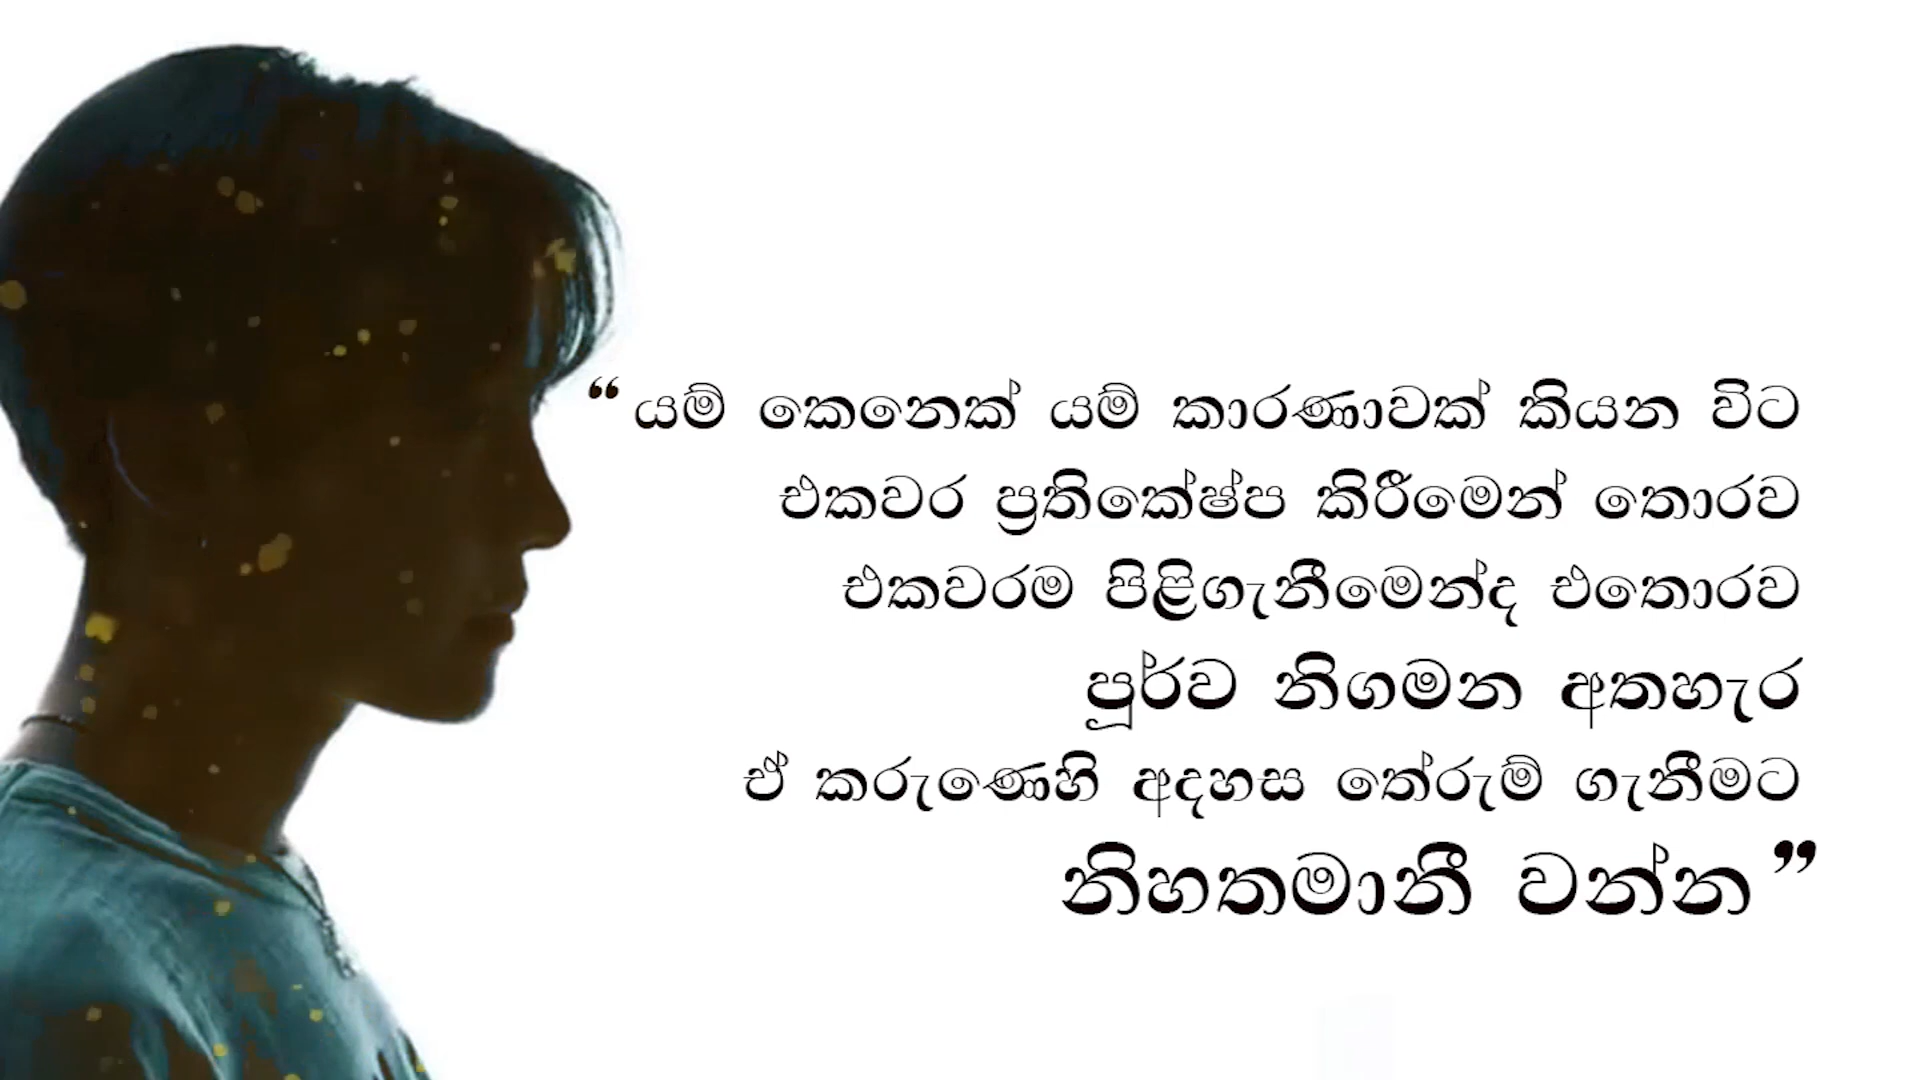 “ යම් කෙනෙක් යම් කාරණාවක් කියන විට
එකවර ප්‍රතිකේෂ්ප කිරීමෙන් තොරව
එකවරම පිළිගැනීමෙන්ද එතොරව
පූර්ව නිගමන අතහැර
ඒ කරුණෙහි අදහස තේරුම් ගැනීමට
නිහතමානී වන්න ”